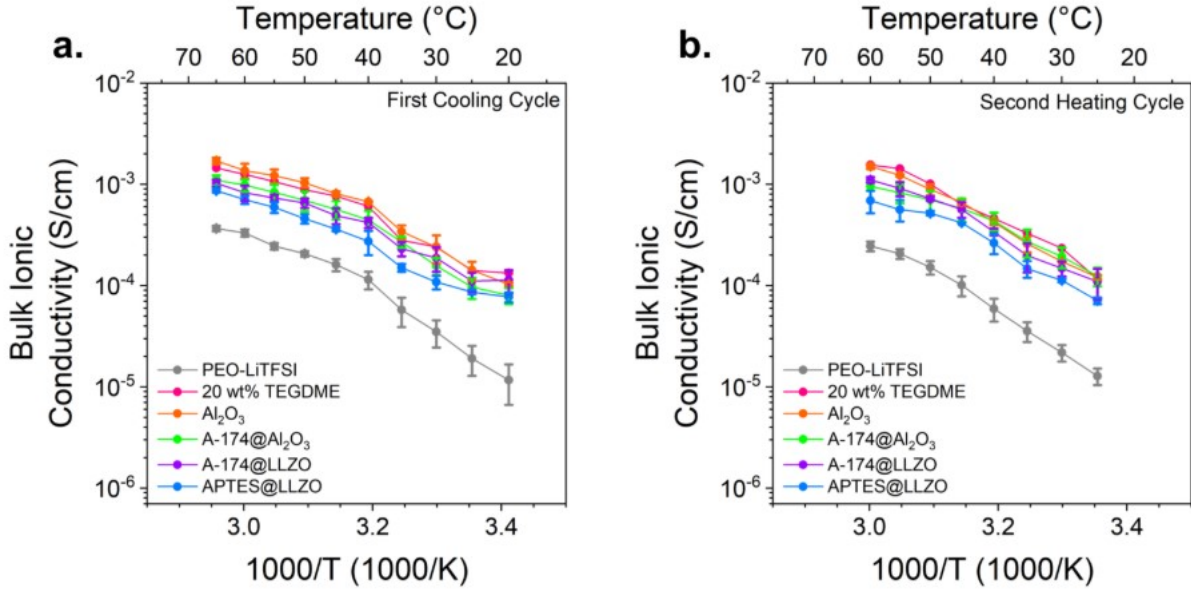 a.
Temperature (°C)
70 60 50 40 30 20
10⁻²
10⁻³
10⁻⁴
10⁻⁵
10⁻⁶
Bulk Ionic
Conductivity (S/cm)
First Cooling Cycle
PEO-LiTFSI
20 wt% TEGDME
Al₂O₃
A-174@Al₂O₃
A-174@LLZO
APTES@LLZO
3.0 3.2 3.4
1000/T (1000/K)
b.
Temperature (°C)
70 60 50 40 30 20
10⁻²
10⁻³
10⁻⁴
10⁻⁵
10⁻⁶
Bulk Ionic
Conductivity (S/cm)
Second Heating Cycle
PEO-LiTFSI
20 wt% TEGDME
Al₂O₃
A-174@Al₂O₃
A-174@LLZO
APTES@LLZO
3.0 3.2 3.4
1000/T (1000/K)